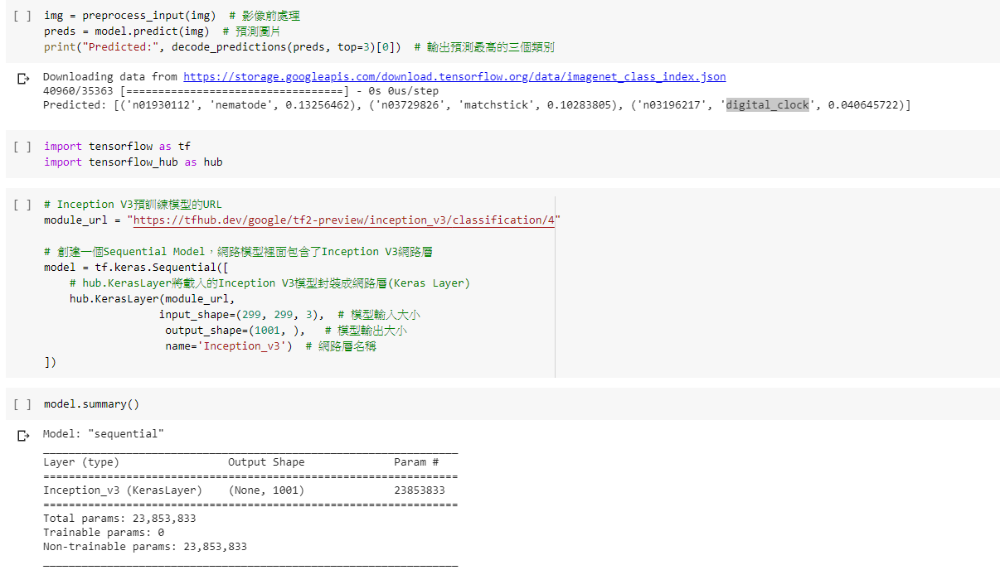 [ ] img = preprocess_input(img)  # 影像前處理
preds = model.predict(img)  # 預測圖片
print("Predicted:", decode_predictions(preds, top=3)[0])  # 輸出預測最高的三個類別
Downloading data from https://storage.googleapis.com/download.tensorflow.org/data/imagenet_class_index.json
40960/35363 [==================================] - 0s 0us/step
Predicted: [('n01930112', 'nematode', 0.13256462), ('n03729826', 'matchstick', 0.10283805), ('n03196217', 'digital_clock', 0.040645722)]
[ ] import tensorflow as tf
import tensorflow_hub as hub
[ ] # Inception V3預訓練模型的URL
module_url = "https://tfhub.dev/google/tf2-preview/inception_v3/classification/4"
# 創建一個Sequential Model，網路模型裡面包含了Inception V3網路層
model = tf.keras.Sequential([
# hub.KerasLayer將載入的Inception V3模型封裝成網路層(Keras Layer)
hub.KerasLayer(module_url,
input_shape=(299, 299, 3),  # 模型輸入大小
output_shape=(1001, ),   # 模型輸出大小
name='Inception_v3')  # 網路層名稱
])
[ ] model.summary()
Model: "sequential"
_________________________________________________________________
Layer (type)                 Output Shape              Param #
=================================================================
Inception_v3 (KerasLayer)    (None, 1001)              23853833
=================================================================
Total params: 23,853,833
Trainable params: 0
Non-trainable params: 23,853,833
_________________________________________________________________